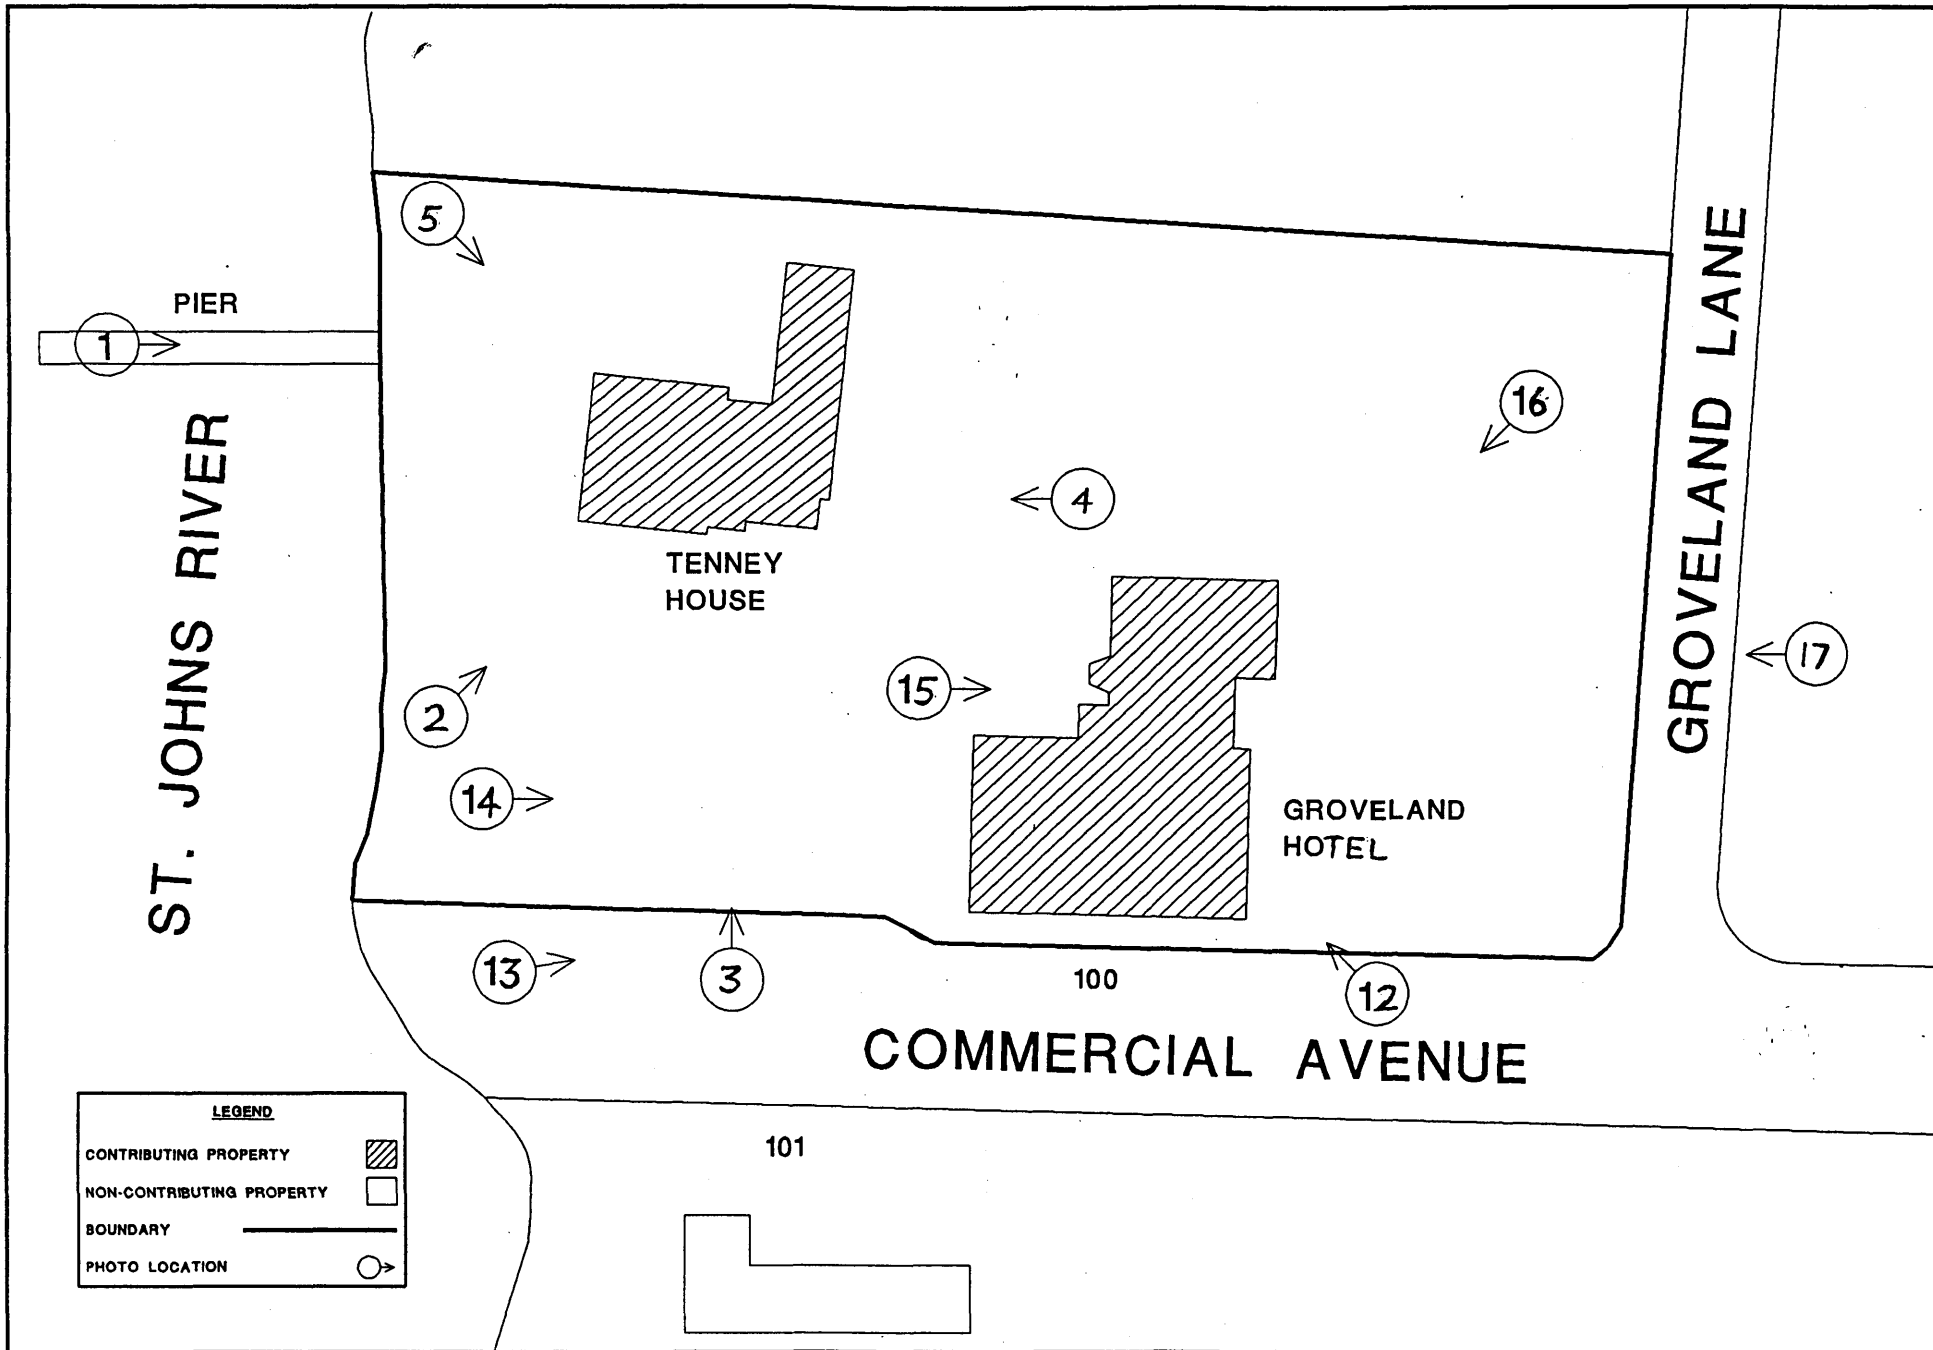 5
PIER
1
ST. JOHNS RIVER
TENNEY
HOUSE
4
16
GROVELAND LANE
17
15
2
14
GROVELAND
HOTEL
13
3
100
12
COMMERCIAL AVENUE
101
LEGEND
CONTRIBUTING PROPERTY
NON-CONTRIBUTING PROPERTY
BOUNDARY
PHOTO LOCATION